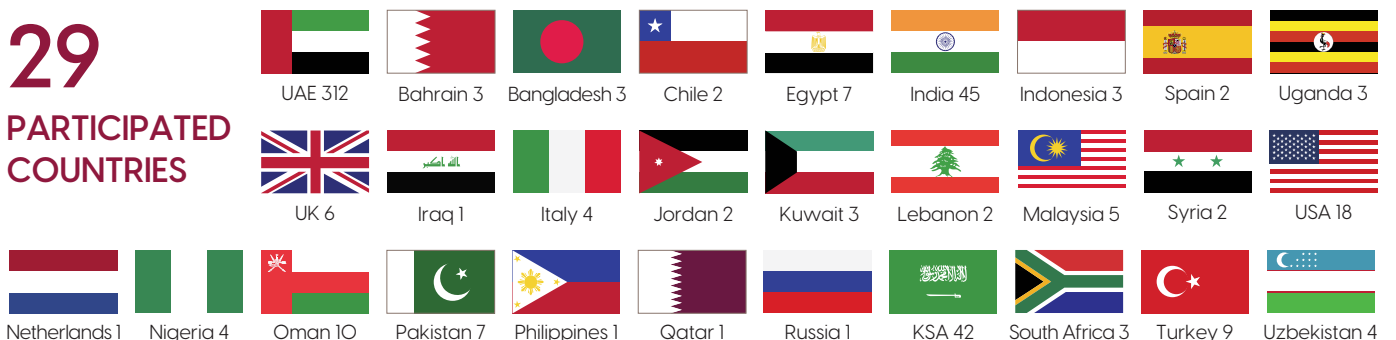 29
PARTICIPATED
COUNTRIES
UAE 312
Bahrain 3
Bangladesh 3
Chile 2
Egypt 7
India 45
Indonesia 3
Spain 2
Uganda 3
UK 6
Iraq 1
Italy 4
Jordan 2
Kuwait 3
Lebanon 2
Malaysia 5
Syria 2
USA 18
Netherlands 1
Nigeria 4
Oman 10
Pakistan 7
Philippines 1
Qatar 1
Russia 1
KSA 42
South Africa 3
Turkey 9
Uzbekistan 4